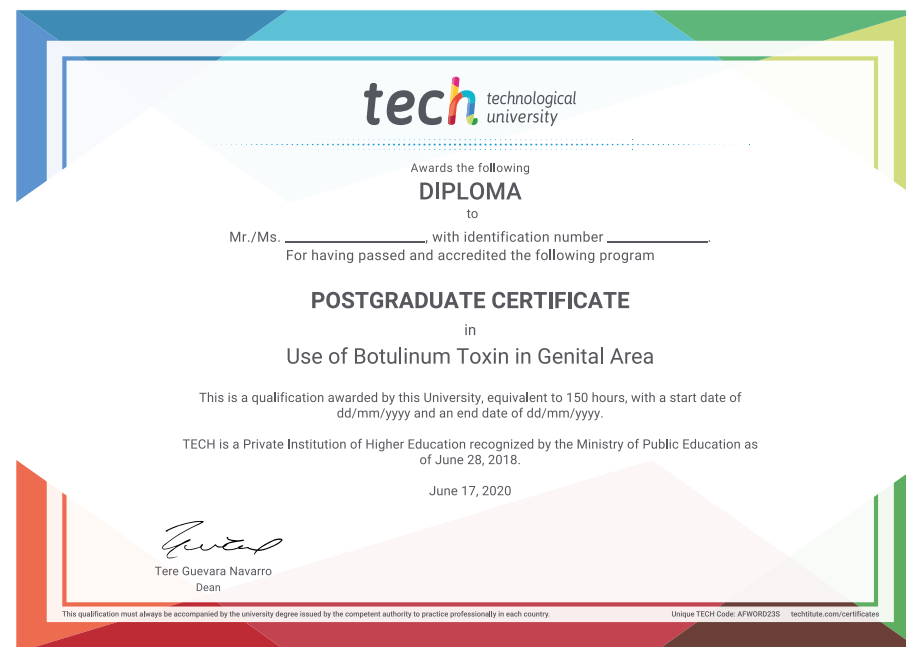 tech technological
university
Awards the following
DIPLOMA
to
Mr./Ms. ____________________, with identification number ______________.
For having passed and accredited the following program
POSTGRADUATE CERTIFICATE
in
Use of Botulinum Toxin in Genital Area
This is a qualification awarded by this University, equivalent to 150 hours, with a start date of
dd/mm/yyyy and an end date of dd/mm/yyyy.
TECH is a Private Institution of Higher Education recognized by the Ministry of Public Education as
of June 28, 2018.
June 17, 2020
Tere Guevara Navarro
Dean
This qualification must always be accompanied by the university degree issued by the competent authority to practice professionally in each country.
Unique TECH Code: AFWORD23S techtitute.com/certificates